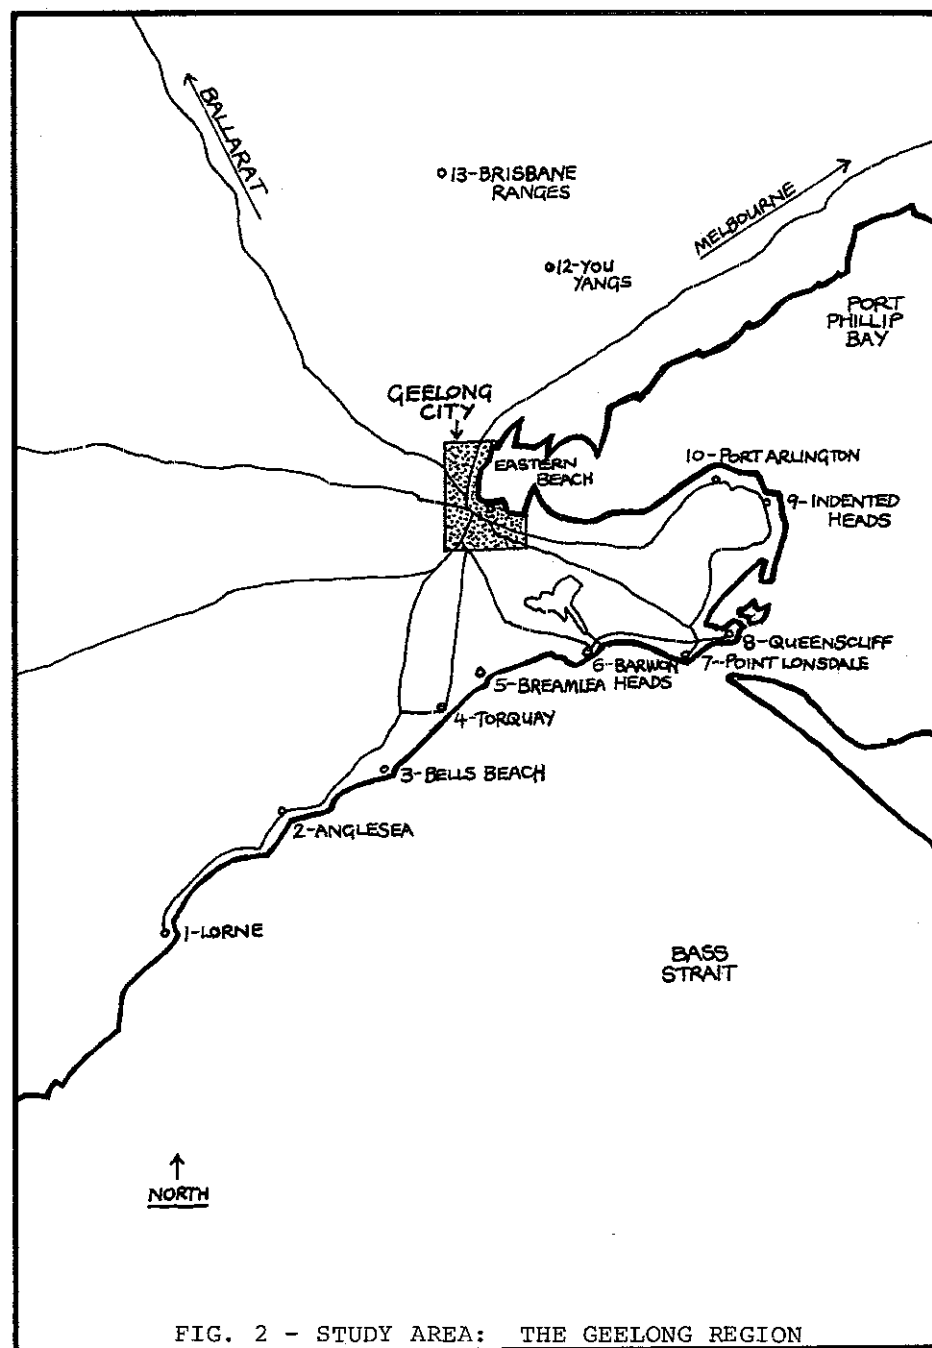 BALLARAT
13-BRISBANE
RANGES
MELBOURNE
12-YOU
YANGS
PORT
PHILLIP
BAY
GEELONG
CITY
EASTERN
BEACH
10-PORT ARLINGTON
9-INDENTED
HEADS
8-QUEENSCLIFF
7-POINT LONSDALE
6-BARWON
HEADS
5-BREAMLEA
4-TORQUAY
3-BELLS BEACH
2-ANGLESEA
1-LORNE
BASS
STRAIT
NORTH
FIG. 2 - STUDY AREA: THE GEELONG REGION